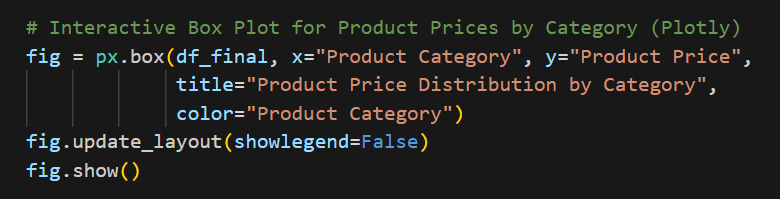 # Interactive Box Plot for Product Prices by Category (Plotly)
fig = px.box(df_final, x="Product Category", y="Product Price",
             title="Product Price Distribution by Category",
             color="Product Category")
fig.update_layout(showlegend=False)
fig.show()